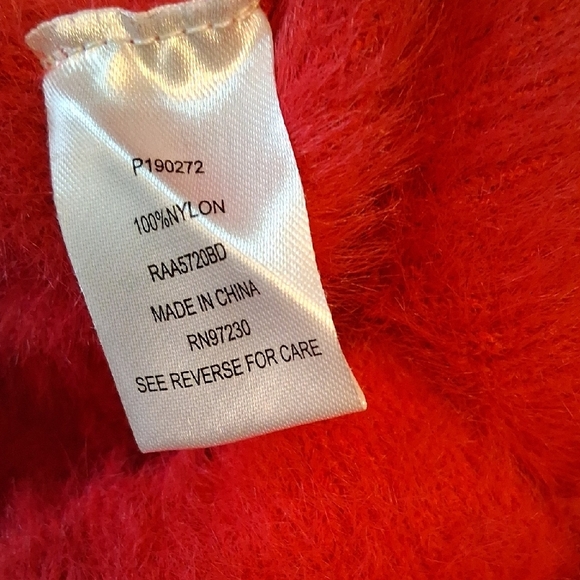 P190272
100%NYLON
RAA5720BD
MADE IN CHINA
RN97230
SEE REVERSE FOR CARE